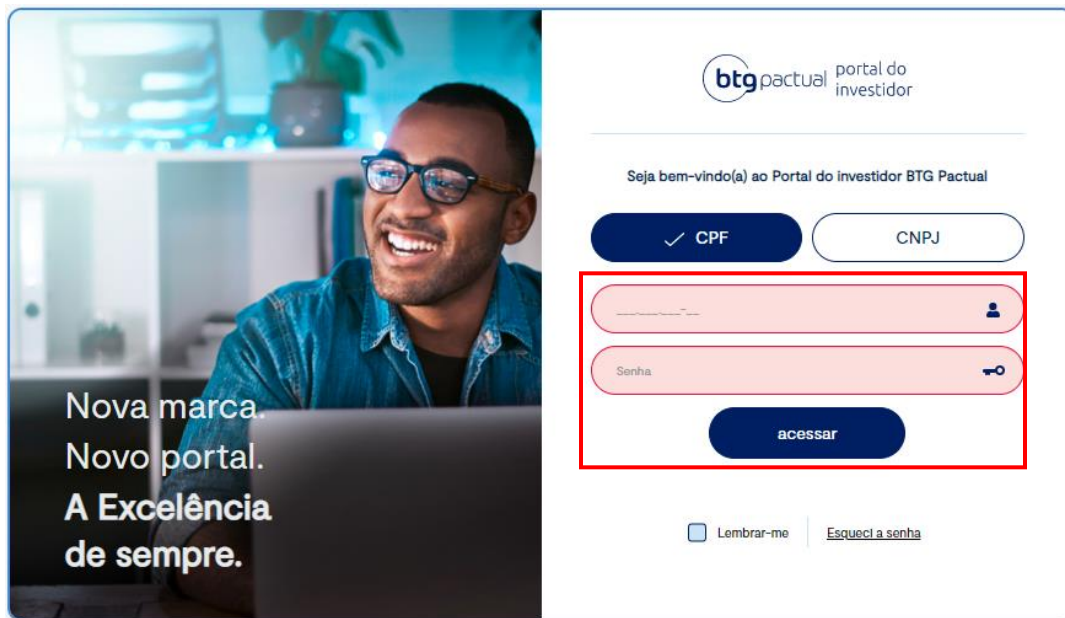 Nova marca.
Novo portal.
A Excelência
de sempre.
btg pactual portal do
investidor
Seja bem-vindo(a) ao Portal do investidor BTG Pactual
CPF
CNPJ
___.___.___-__
Senha
acessar
Lembrar-me
Esqueci a senha